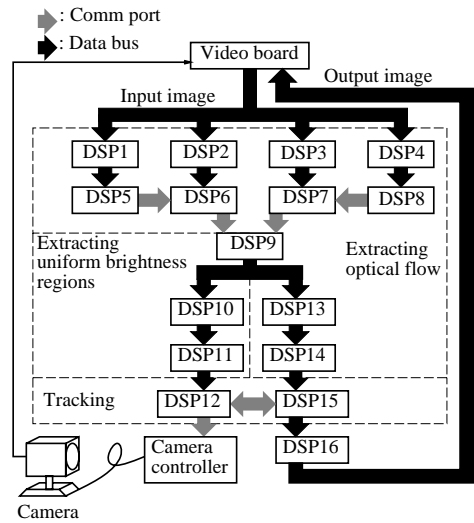 : Comm port
: Data bus
Video board
Output image
Input image
DSP1 DSP2 DSP3 DSP4
DSP5 DSP6 DSP7 DSP8
DSP9
Extracting
uniform brightness
regions
Extracting
optical flow
DSP10 DSP13
DSP11 DSP14
Tracking
DSP12 DSP15
Camera
controller
DSP16
Camera